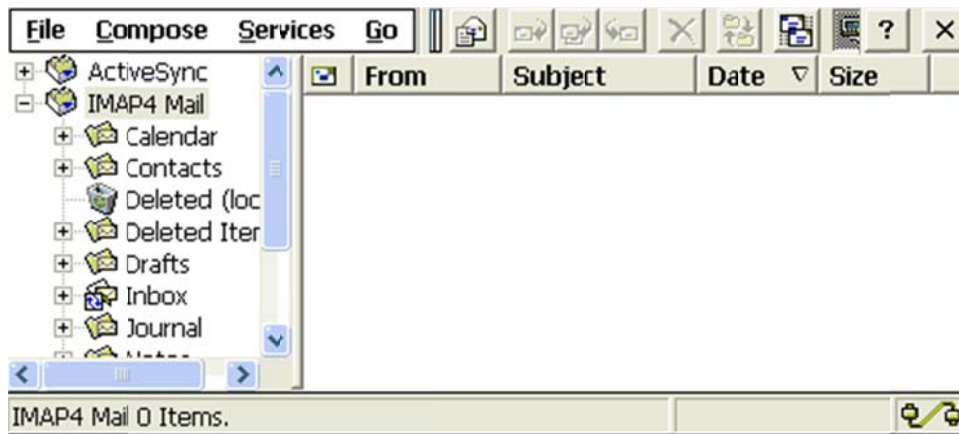 File Compose Services Go ?
ActiveSync
IMAP4 Mail
Calendar
Contacts
Deleted (loc
Deleted Iter
Drafts
Inbox
Journal
From Subject Date Size
IMAP4 Mail 0 Items.